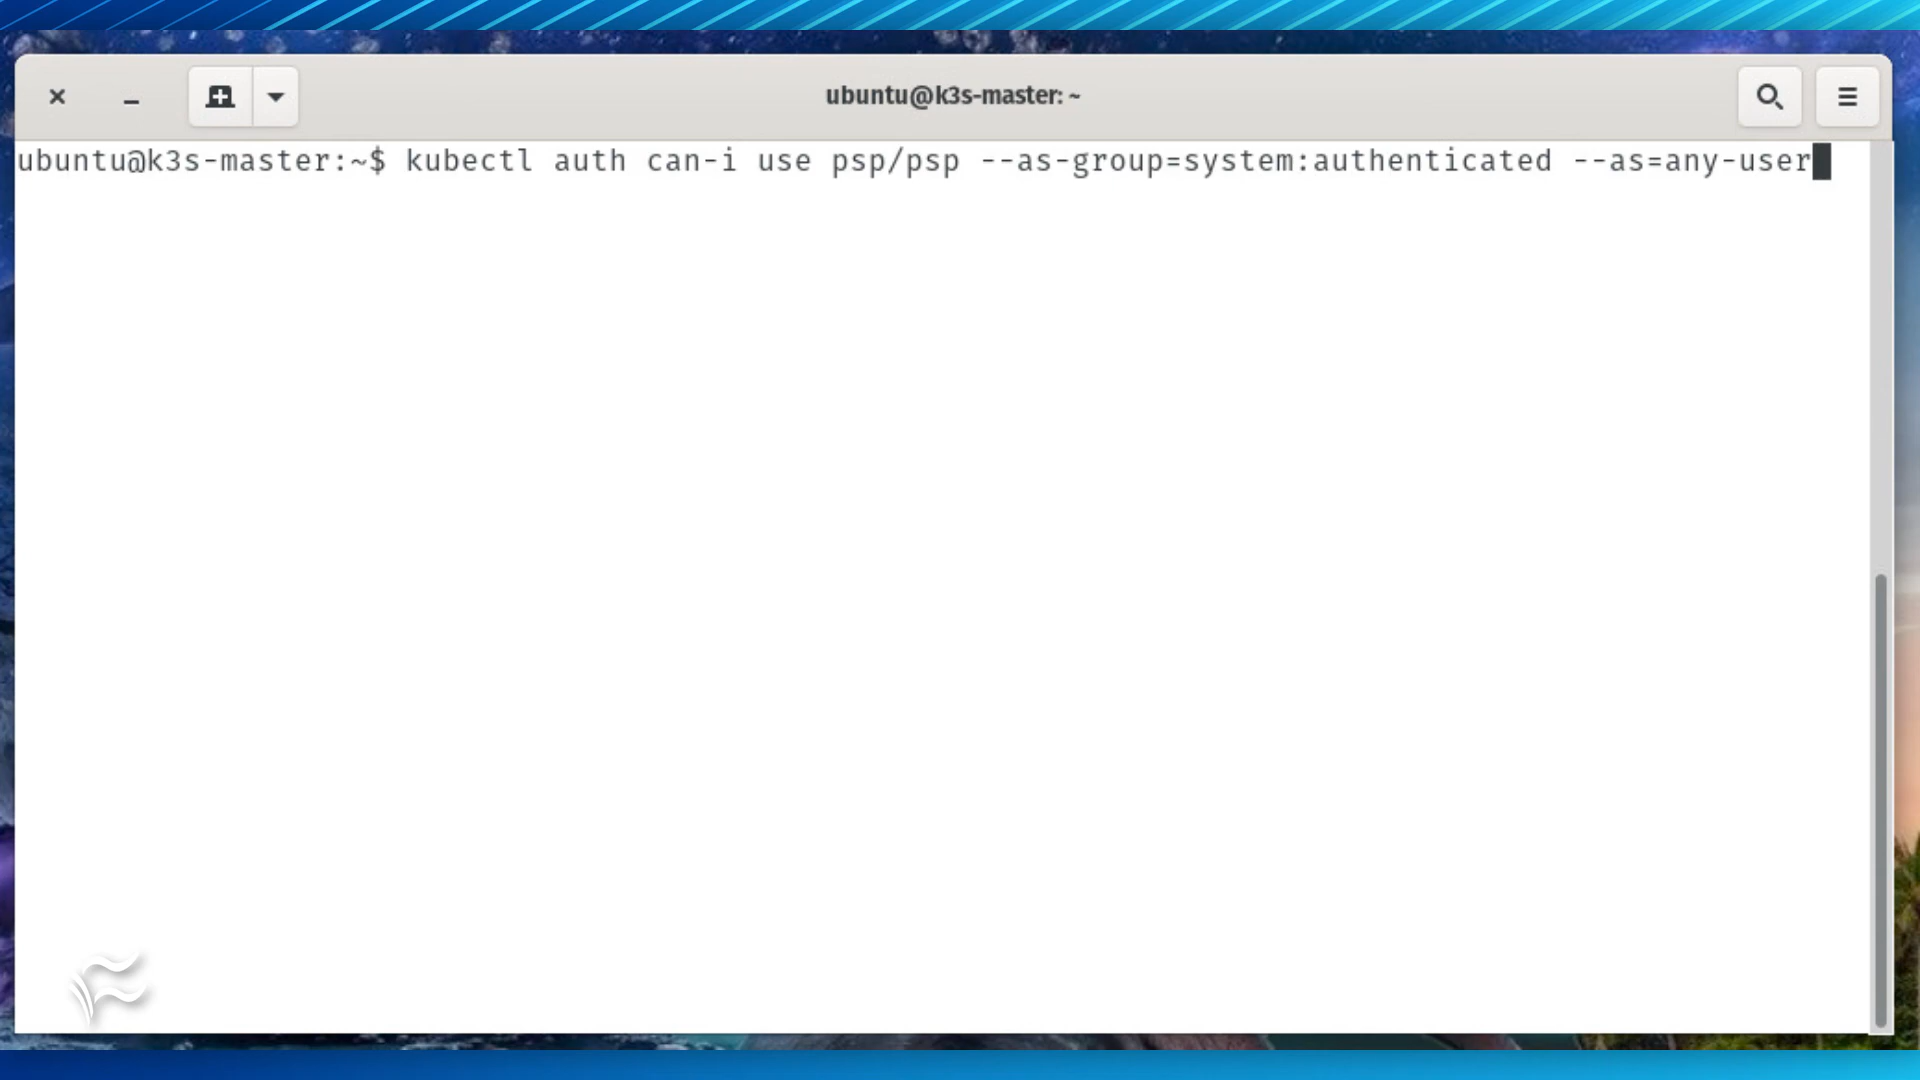 ubuntu@k3s-master: ~
ubuntu@k3s-master:~$ kubectl auth can-i use psp/psp --as-group=system:authenticated --as=any-user